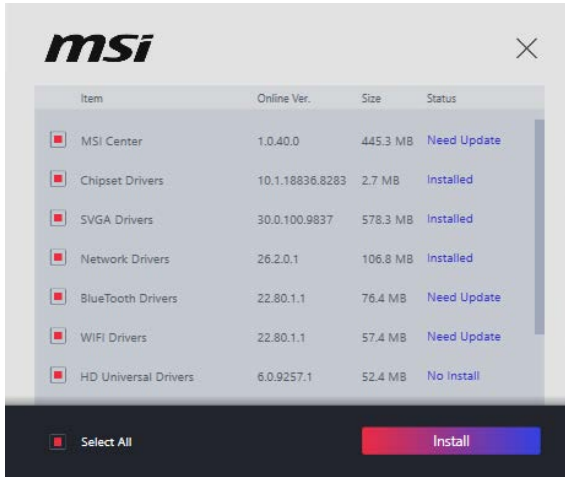 msi
Item Online Ver. Size Status
MSI Center 1.0.40.0 445.3 MB Need Update
Chipset Drivers 10.1.18836.8283 2.7 MB Installed
SVGA Drivers 30.0.100.9837 578.3 MB Installed
Network Drivers 26.2.0.1 106.8 MB Installed
BlueTooth Drivers 22.80.1.1 76.4 MB Need Update
WIFI Drivers 22.80.1.1 57.4 MB Need Update
HD Universal Drivers 6.0.9257.1 52.4 MB No Install
Select All Install